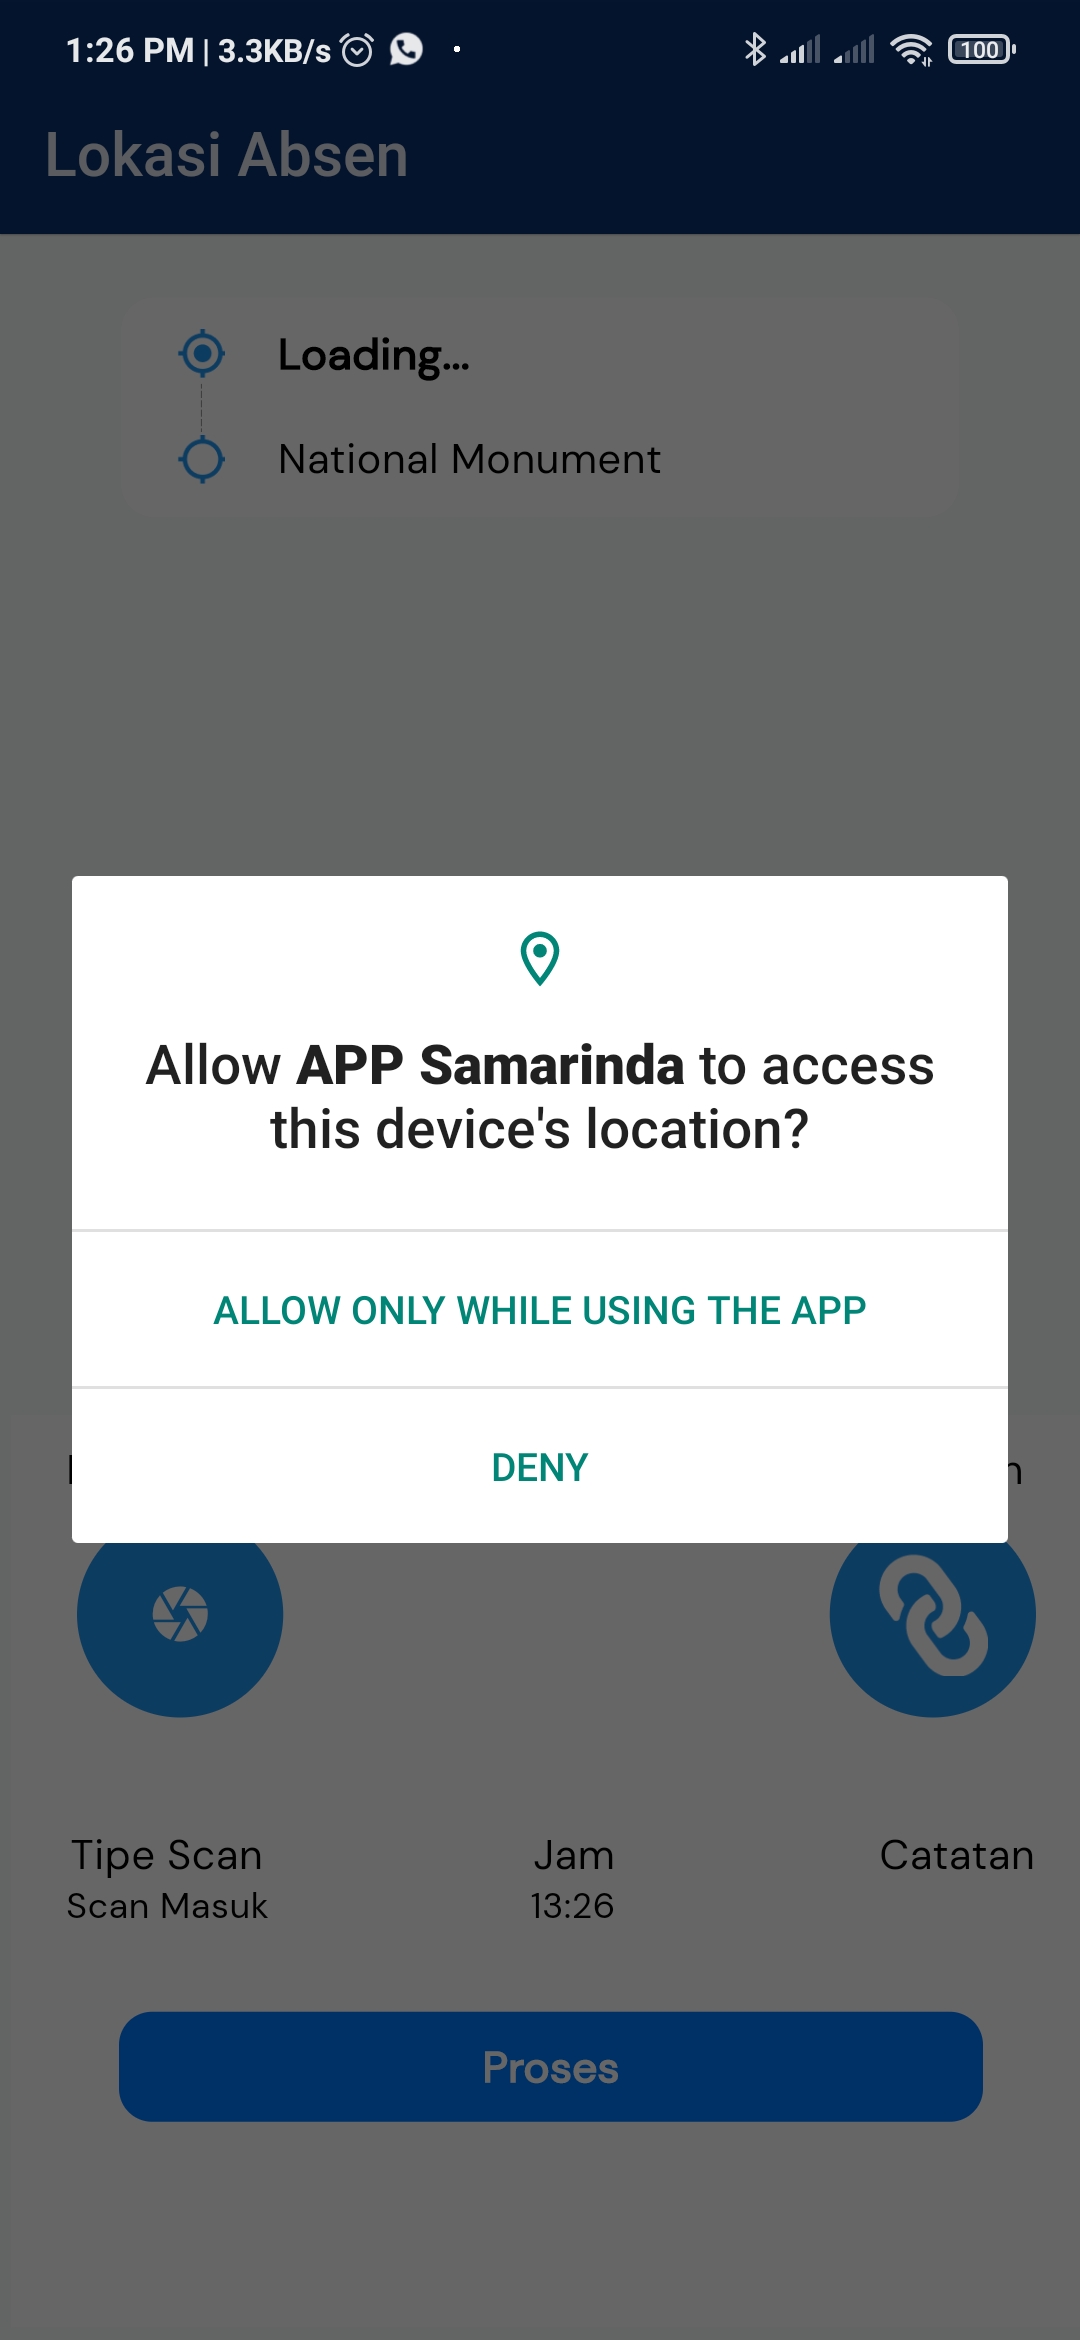 1:26 PM | 3.3KB/s
100
Lokasi Absen
Loading...
National Monument
Allow APP Samarinda to access
this device's location?
ALLOW ONLY WHILE USING THE APP
DENY
Tipe Scan
Jam
Catatan
Scan Masuk
13:26
Proses